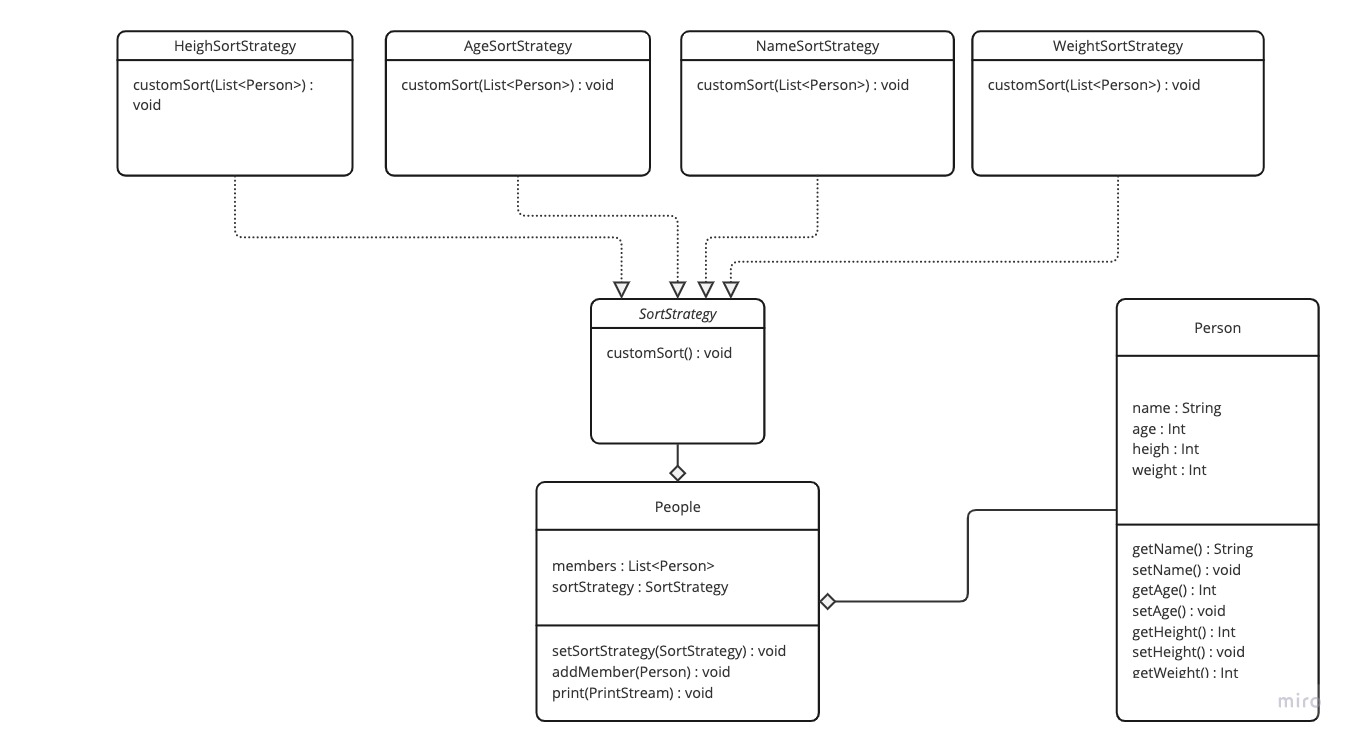 HeighSortStrategy
customSort(List<Person>) :
void
AgeSortStrategy
customSort(List<Person>) : void
NameSortStrategy
customSort(List<Person>) : void
WeightSortStrategy
customSort(List<Person>) : void
SortStrategy
customSort() : void
People
members : List<Person>
sortStrategy : SortStrategy
setSortStrategy(SortStrategy) : void
addMember(Person) : void
print(PrintStream) : void
Person
name : String
age : Int
heigh : Int
weight : Int
getName() : String
setName() : void
getAge() : Int
setAge() : void
getHeight() : Int
setHeight() : void
getWeight() : Int
miro